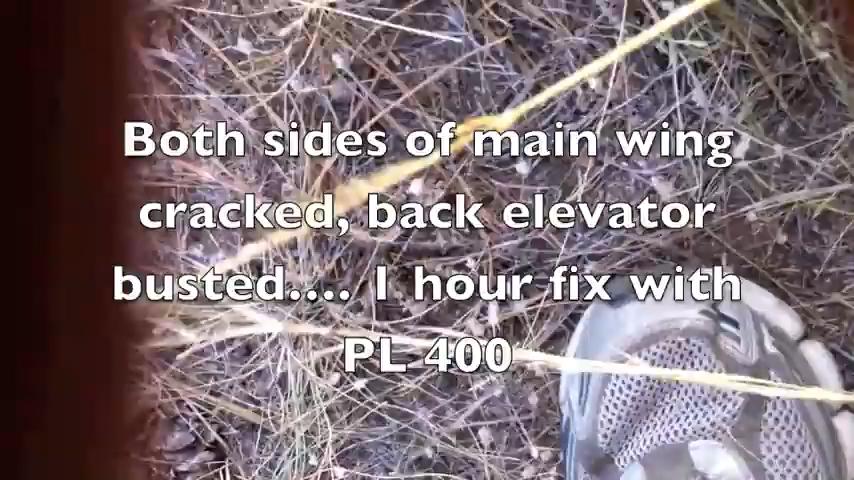 Both sides of main wing
cracked, back elevator
busted.... 1 hour fix with
PL 400